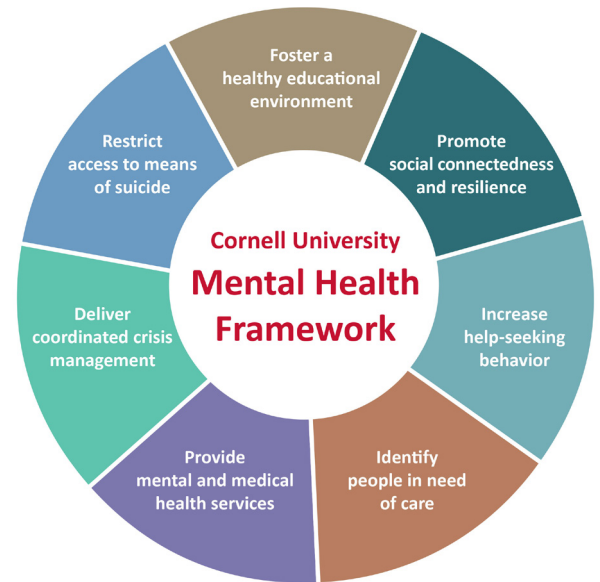 Foster a
healthy educational
environment
Promote
social connectedness
and resilience
Increase
help-seeking
behavior
Identify
people in need
of care
Provide
mental and medical
health services
Deliver
coordinated crisis
management
Restrict
access to means
of suicide
Cornell University
Mental Health
Framework